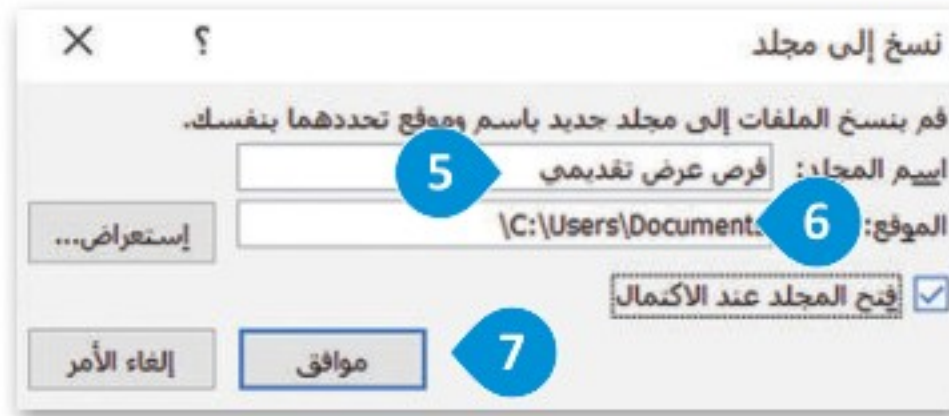 نسخ إلى مجلد
؟ ×
قم بنسخ الملفات إلى مجلد جديد باسم وموقع تحددهما بنفسك.
اسم المجلد: قرص عرض تقديمي 5
الموقع: 6 C:\Users\Documents\ إستعراض...
فتح المجلد عند الاكتمال
7 موافق إلغاء الأمر